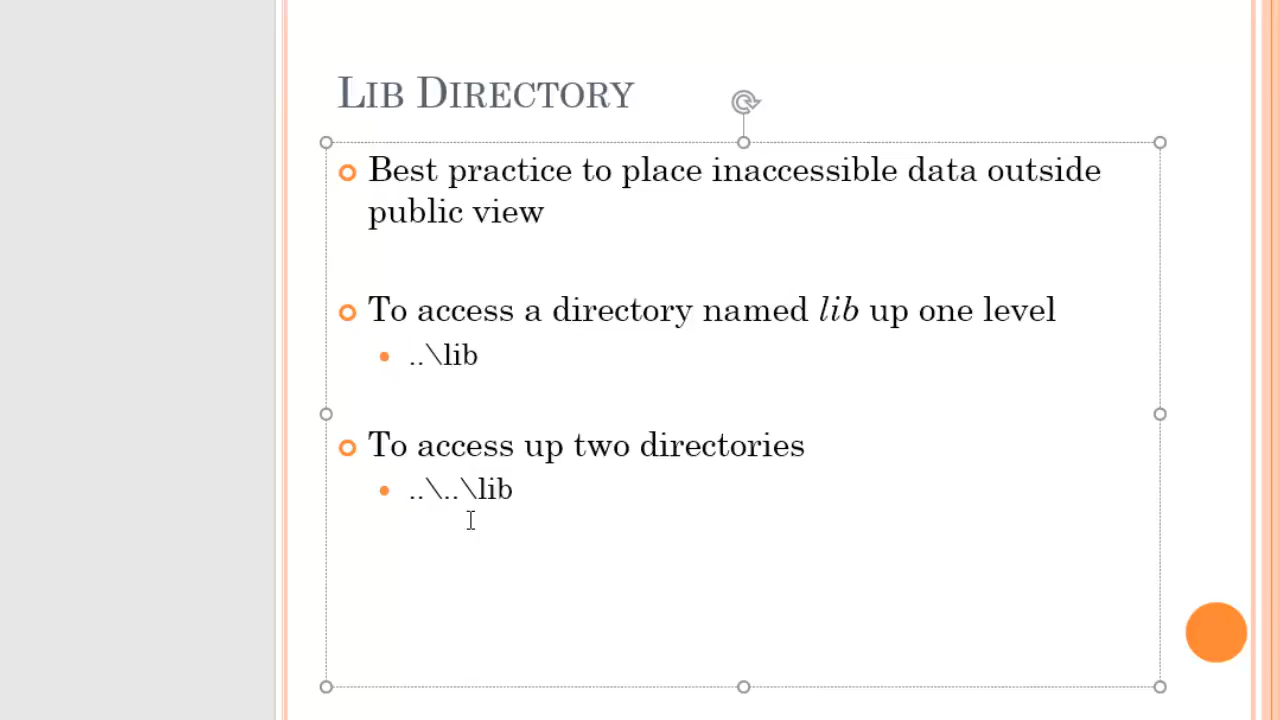 LIB DIRECTORY
Best practice to place inaccessible data outside
public view
To access a directory named lib up one level
..\lib
To access up two directories
..\..\lib